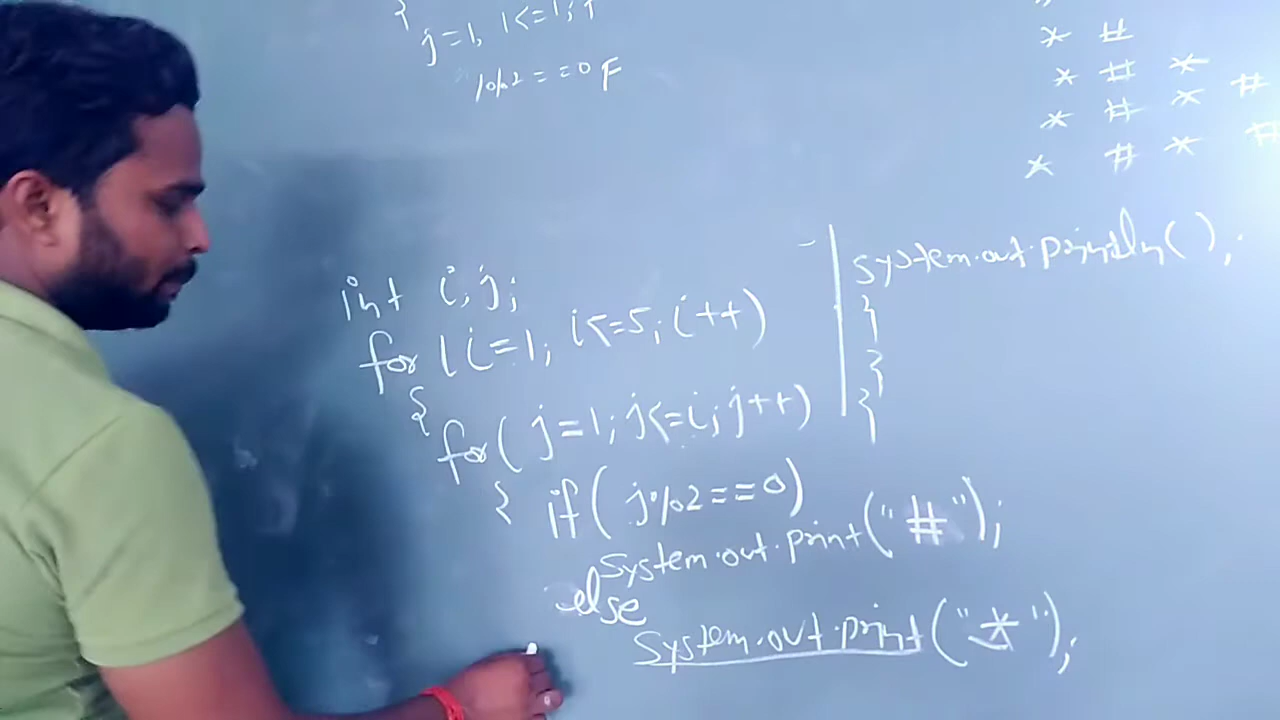 {
j=1, 1<=1; T
1%2==0 F
* #
* # *
* # * #
* # * #
int i,j;
for (i=1; i<=5; i++)
{
for( j=1; j<=i; j++)
{ if( j%2==0)
System.out.print("#");
else
System.out.print("*");
System.out.println( );
}
}
}